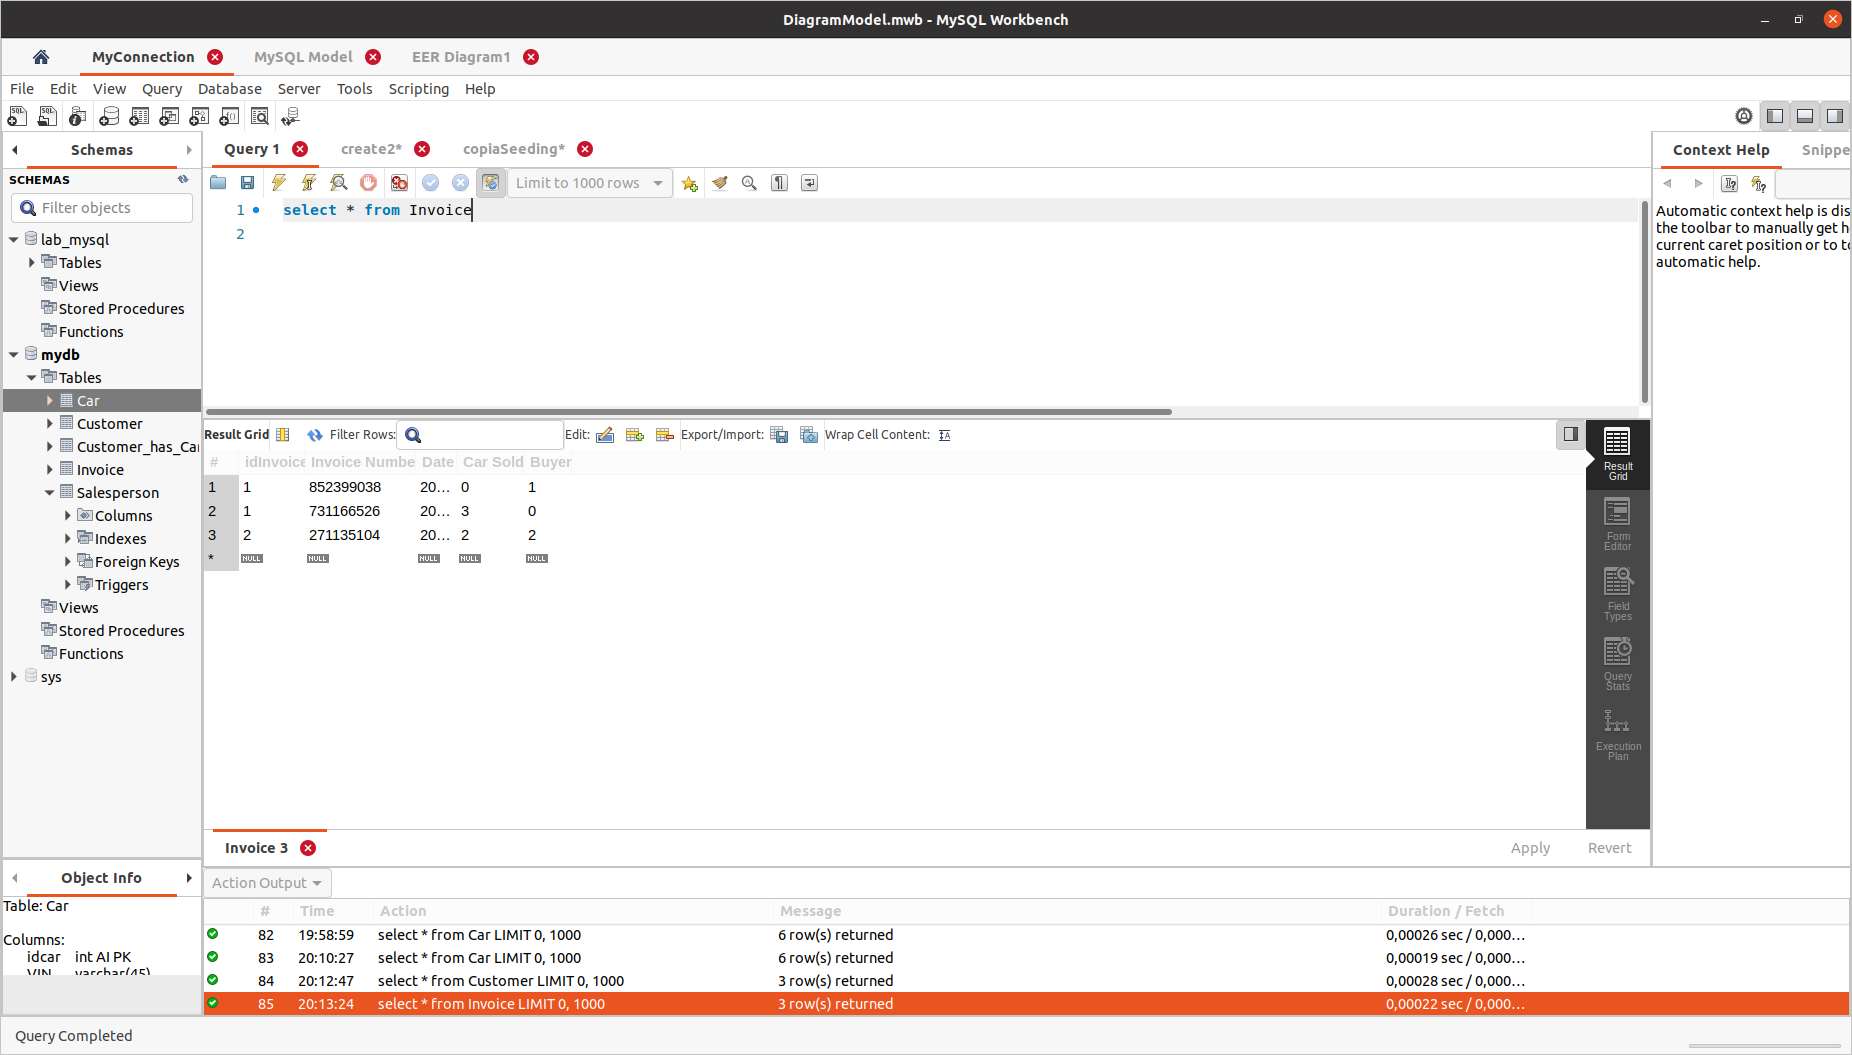 DiagramModel.mwb - MySQL Workbench
MyConnection MySQL Model EER Diagram1
File Edit View Query Database Server Tools Scripting Help
Schemas
SCHEMAS
Filter objects
lab_mysql
Tables
Views
Stored Procedures
Functions
mydb
Tables
Car
Customer
Customer_has_Car
Invoice
Salesperson
Columns
Indexes
Foreign Keys
Triggers
Views
Stored Procedures
Functions
sys
Query 1 create2* copiaSeeding*
Limit to 1000 rows
1 select * from Invoice
2
Context Help Snippe
Automatic context help is dis
the toolbar to manually get h
current caret position or to to
automatic help.
Result Grid Filter Rows: Edit: Export/Import: Wrap Cell Content:
# idInvoice Invoice Numbe Date Car Sold Buyer
1 1 852399038 20... 0 1
2 1 731166526 20... 3 0
3 2 271135104 20... 2 2
* NULL NULL NULL NULL NULL
Result
Grid
Form
Editor
Field
Types
Query
Stats
Execution
Plan
Invoice 3 Apply Revert
Object Info
Table: Car
Columns:
idcar int AI PK
VIN varchar(45)
Action Output
# Time Action Message Duration / Fetch
82 19:58:59 select * from Car LIMIT 0, 1000 6 row(s) returned 0,00026 sec / 0,000...
83 20:10:27 select * from Car LIMIT 0, 1000 6 row(s) returned 0,00019 sec / 0,000...
84 20:12:47 select * from Customer LIMIT 0, 1000 3 row(s) returned 0,00028 sec / 0,000...
85 20:13:24 select * from Invoice LIMIT 0, 1000 3 row(s) returned 0,00022 sec / 0,000...
Query Completed